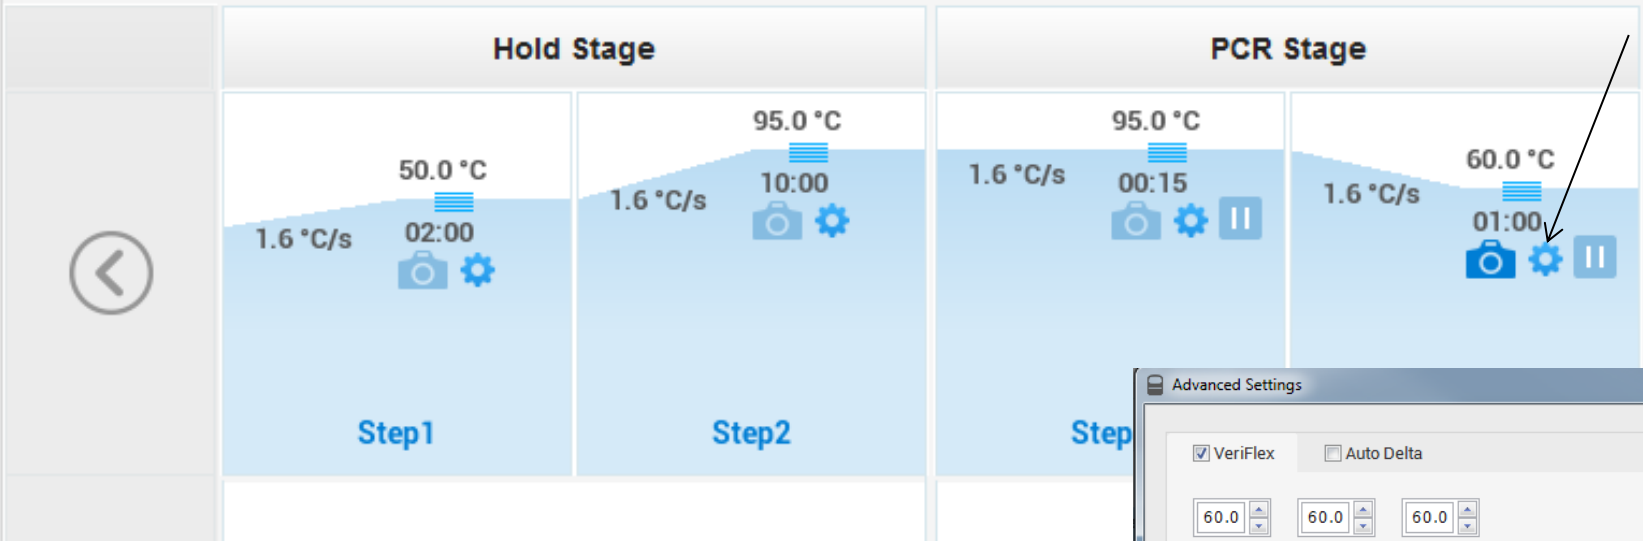 Hold Stage
PCR Stage
50.0 °C
1.6 °C/s
02:00
Step1
95.0 °C
1.6 °C/s
10:00
Step2
95.0 °C
1.6 °C/s
00:15
Step
60.0 °C
1.6 °C/s
01:00
Advanced Settings
VeriFlex
Auto Delta
60.0
60.0
60.0